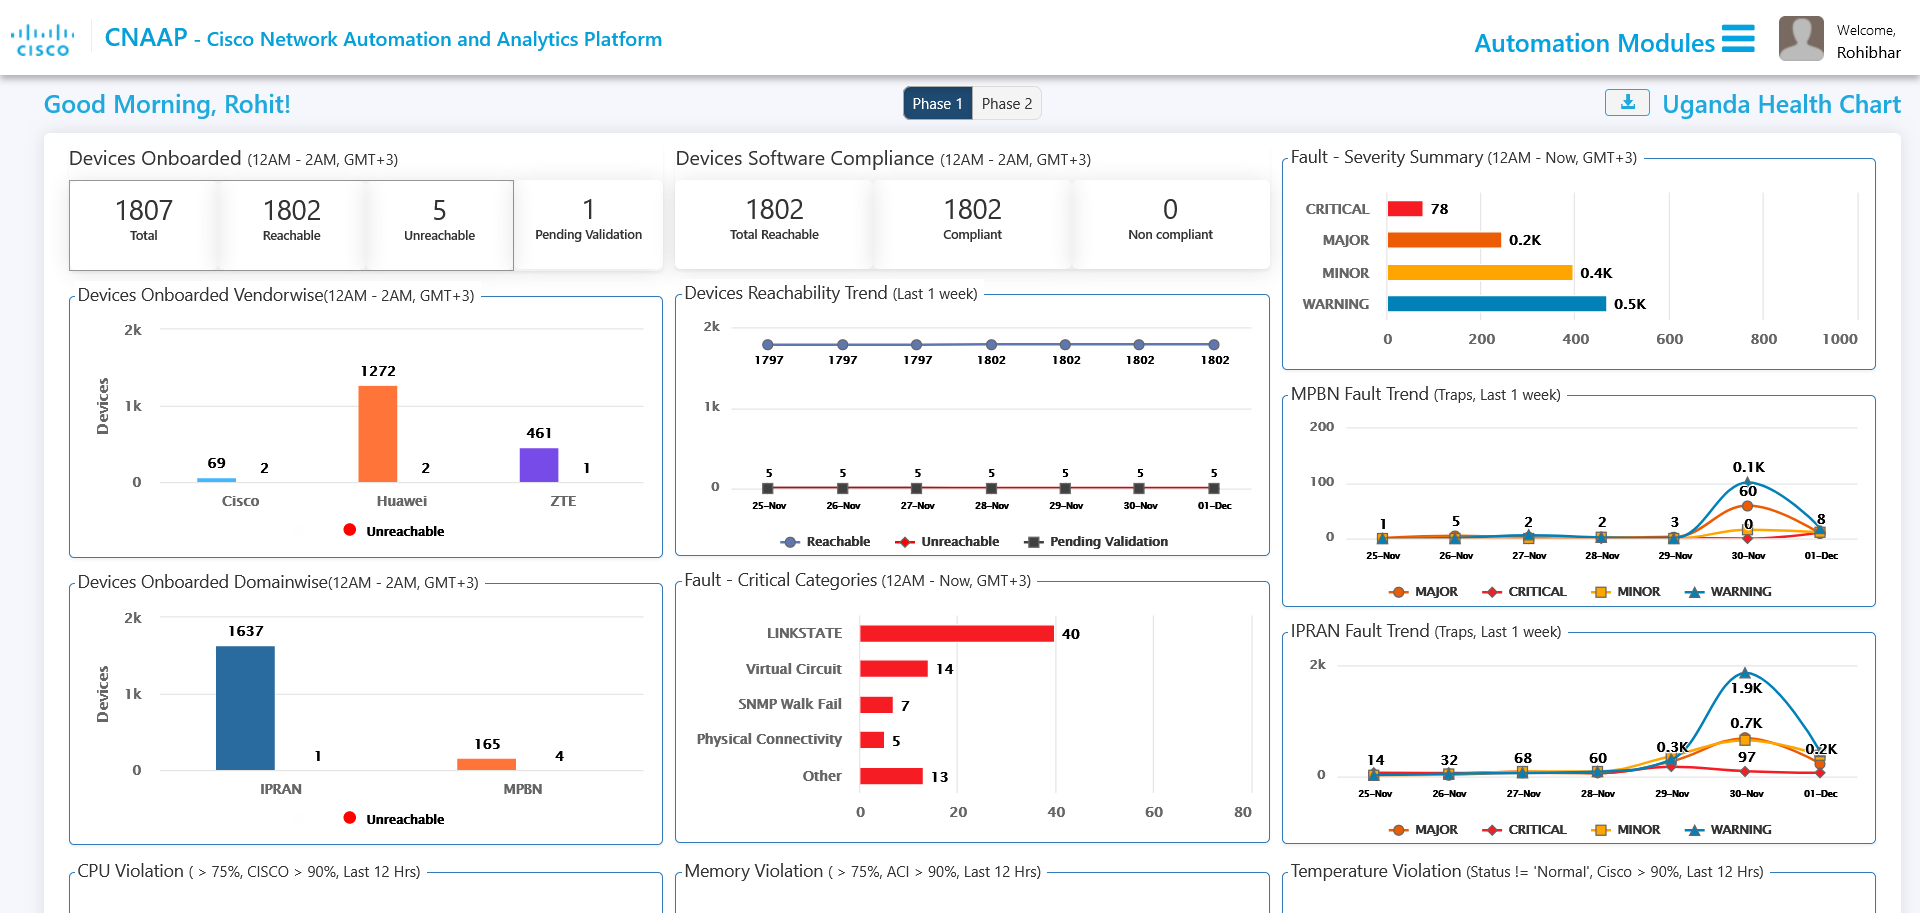 CISCO
CNAAP - Cisco Network Automation and Analytics Platform
Automation Modules
Welcome,
Rohibhar
Good Morning, Rohit!
Phase 1
Phase 2
Uganda Health Chart
Devices Onboarded (12AM - 2AM, GMT+3)
1807
Total
1802
Reachable
5
Unreachable
1
Pending Validation
Devices Software Compliance (12AM - 2AM, GMT+3)
1802
Total Reachable
1802
Compliant
0
Non compliant
Fault - Severity Summary (12AM - Now, GMT+3)
CRITICAL 78
MAJOR 0.2K
MINOR 0.4K
WARNING 0.5K
0 200 400 600 800 1000
Devices Onboarded Vendorwise(12AM - 2AM, GMT+3)
Devices
2k
1k
0
69 2
1272 2
461 1
Cisco Huawei ZTE
Unreachable
Devices Reachability Trend (Last 1 week)
2k
1k
0
1797 1797 1797 1802 1802 1802 1802
5 5 5 5 5 5 5
25-Nov 26-Nov 27-Nov 28-Nov 29-Nov 30-Nov 01-Dec
Reachable Unreachable Pending Validation
MPBN Fault Trend (Traps, Last 1 week)
200
100
0
0.1K
60
0
1 5 2 2 3 8
25-Nov 26-Nov 27-Nov 28-Nov 29-Nov 30-Nov 01-Dec
MAJOR CRITICAL MINOR WARNING
Devices Onboarded Domainwise(12AM - 2AM, GMT+3)
Devices
2k
1k
0
1637 1
165 4
IPRAN MPBN
Unreachable
Fault - Critical Categories (12AM - Now, GMT+3)
LINKSTATE 40
Virtual Circuit 14
SNMP Walk Fail 7
Physical Connectivity 5
Other 13
0 20 40 60 80
IPRAN Fault Trend (Traps, Last 1 week)
2k
0
1.9K
0.7K
97
14 32 68 60 0.3K 0.2K
25-Nov 26-Nov 27-Nov 28-Nov 29-Nov 30-Nov 01-Dec
MAJOR CRITICAL MINOR WARNING
CPU Violation ( > 75%, CISCO > 90%, Last 12 Hrs)
Memory Violation ( > 75%, ACI > 90%, Last 12 Hrs)
Temperature Violation (Status != 'Normal', Cisco > 90%, Last 12 Hrs)